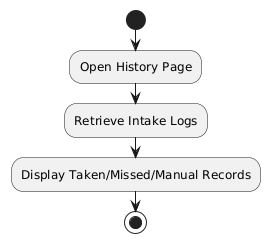 Open History Page
Retrieve Intake Logs
Display Taken/Missed/Manual Records